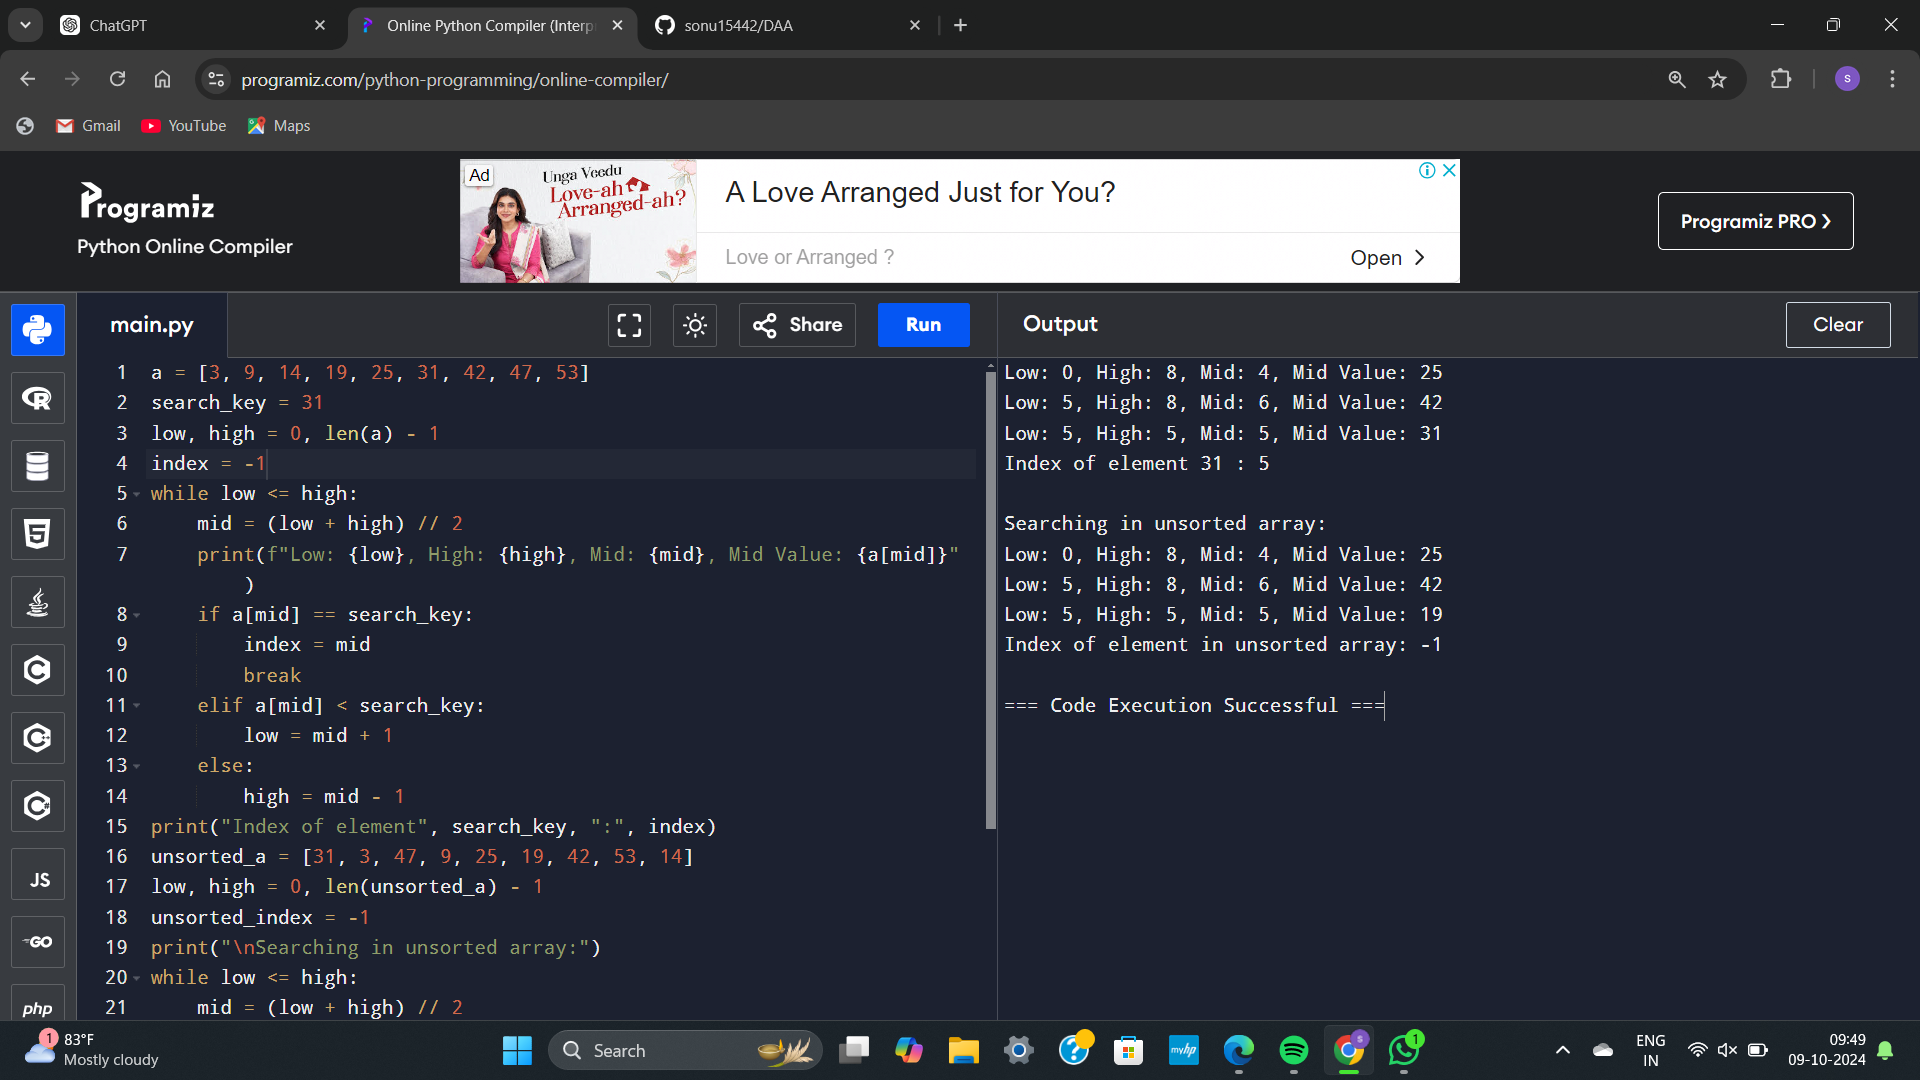 ChatGPT
Online Python Compiler (Interp
sonu15442/DAA
programiz.com/python-programming/online-compiler/
S
Gmail
YouTube
Maps
Programiz
Python Online Compiler
Ad
Unga Veedu
Love-ah
Arranged-ah?
A Love Arranged Just for You?
Love or Arranged ?
Open
Programiz PRO
main.py
Share
Run
Output
Clear
1 a = [3, 9, 14, 19, 25, 31, 42, 47, 53]
2 search_key = 31
3 low, high = 0, len(a) - 1
4 index = -1
5 while low <= high:
6 mid = (low + high) // 2
7 print(f"Low: {low}, High: {high}, Mid: {mid}, Mid Value: {a[mid]}"
)
8 if a[mid] == search_key:
9 index = mid
10 break
11 elif a[mid] < search_key:
12 low = mid + 1
13 else:
14 high = mid - 1
15 print("Index of element", search_key, ":", index)
16 unsorted_a = [31, 3, 47, 9, 25, 19, 42, 53, 14]
17 low, high = 0, len(unsorted_a) - 1
18 unsorted_index = -1
19 print("\nSearching in unsorted array:")
20 while low <= high:
21 mid = (low + high) // 2
Low: 0, High: 8, Mid: 4, Mid Value: 25
Low: 5, High: 8, Mid: 6, Mid Value: 42
Low: 5, High: 5, Mid: 5, Mid Value: 31
Index of element 31 : 5
Searching in unsorted array:
Low: 0, High: 8, Mid: 4, Mid Value: 25
Low: 5, High: 8, Mid: 6, Mid Value: 42
Low: 5, High: 5, Mid: 5, Mid Value: 19
Index of element in unsorted array: -1
=== Code Execution Successful ===
R
5
C
C
C#
JS
GO
php
1
83°F
Mostly cloudy
Search
myhp
S
1
ENG
IN
09:49
09-10-2024